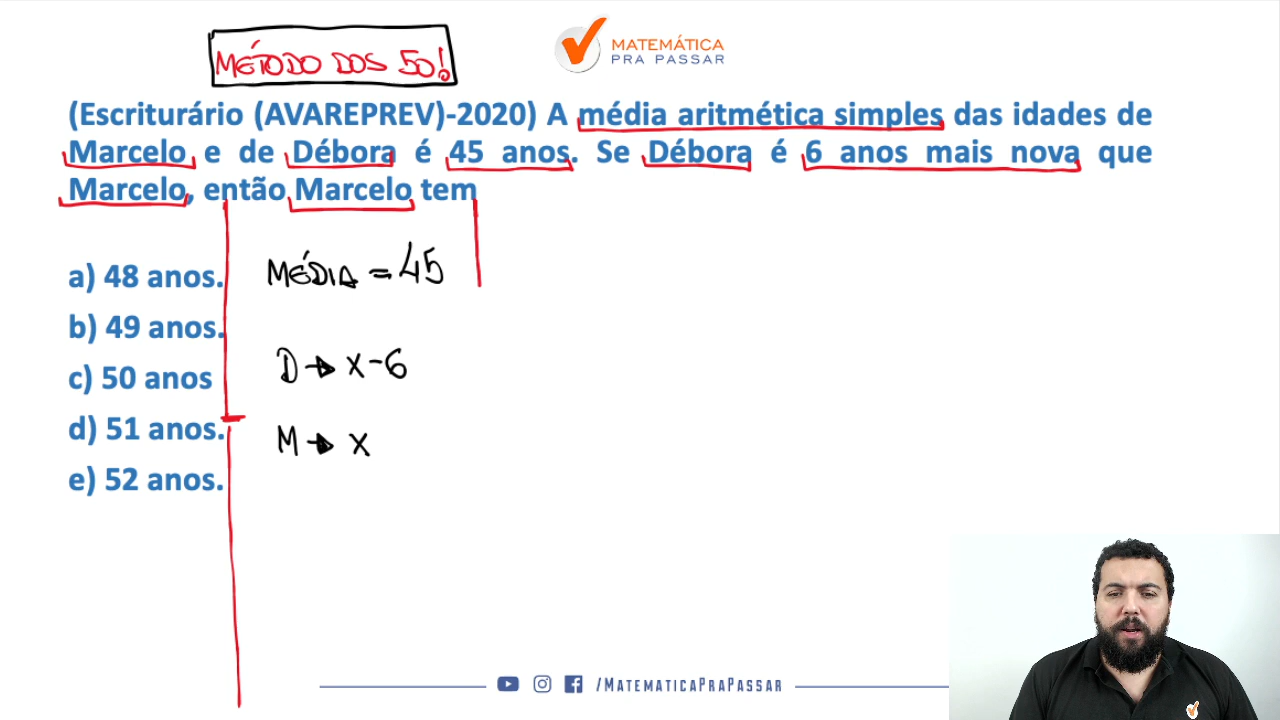 MÉTODO DOS 50!
MATEMÁTICA
PRA PASSAR
(Escriturário (AVAREPREV)-2020) A média aritmética simples das idades de
Marcelo e de Débora é 45 anos. Se Débora é 6 anos mais nova que
Marcelo, então Marcelo tem
a) 48 anos.
b) 49 anos.
c) 50 anos
d) 51 anos.
e) 52 anos.
MÉDIA = 45
D → x-6
M → x
/MATEMATICAPRAPASSAR